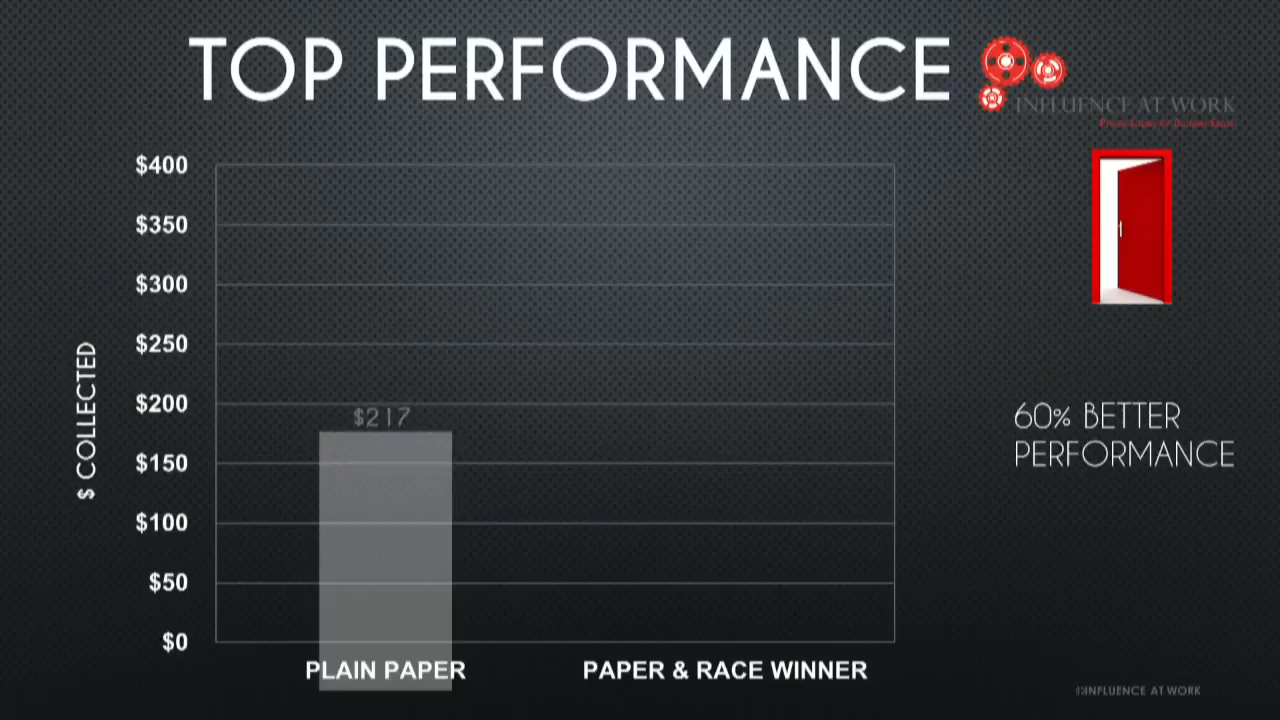 TOP PERFORMANCE
INFLUENCE AT WORK
$400
$350
$300
$250
$200
$150
$100
$50
$0
$ COLLECTED
$217
PLAIN PAPER
PAPER & RACE WINNER
60% BETTER
PERFORMANCE
©INFLUENCE AT WORK